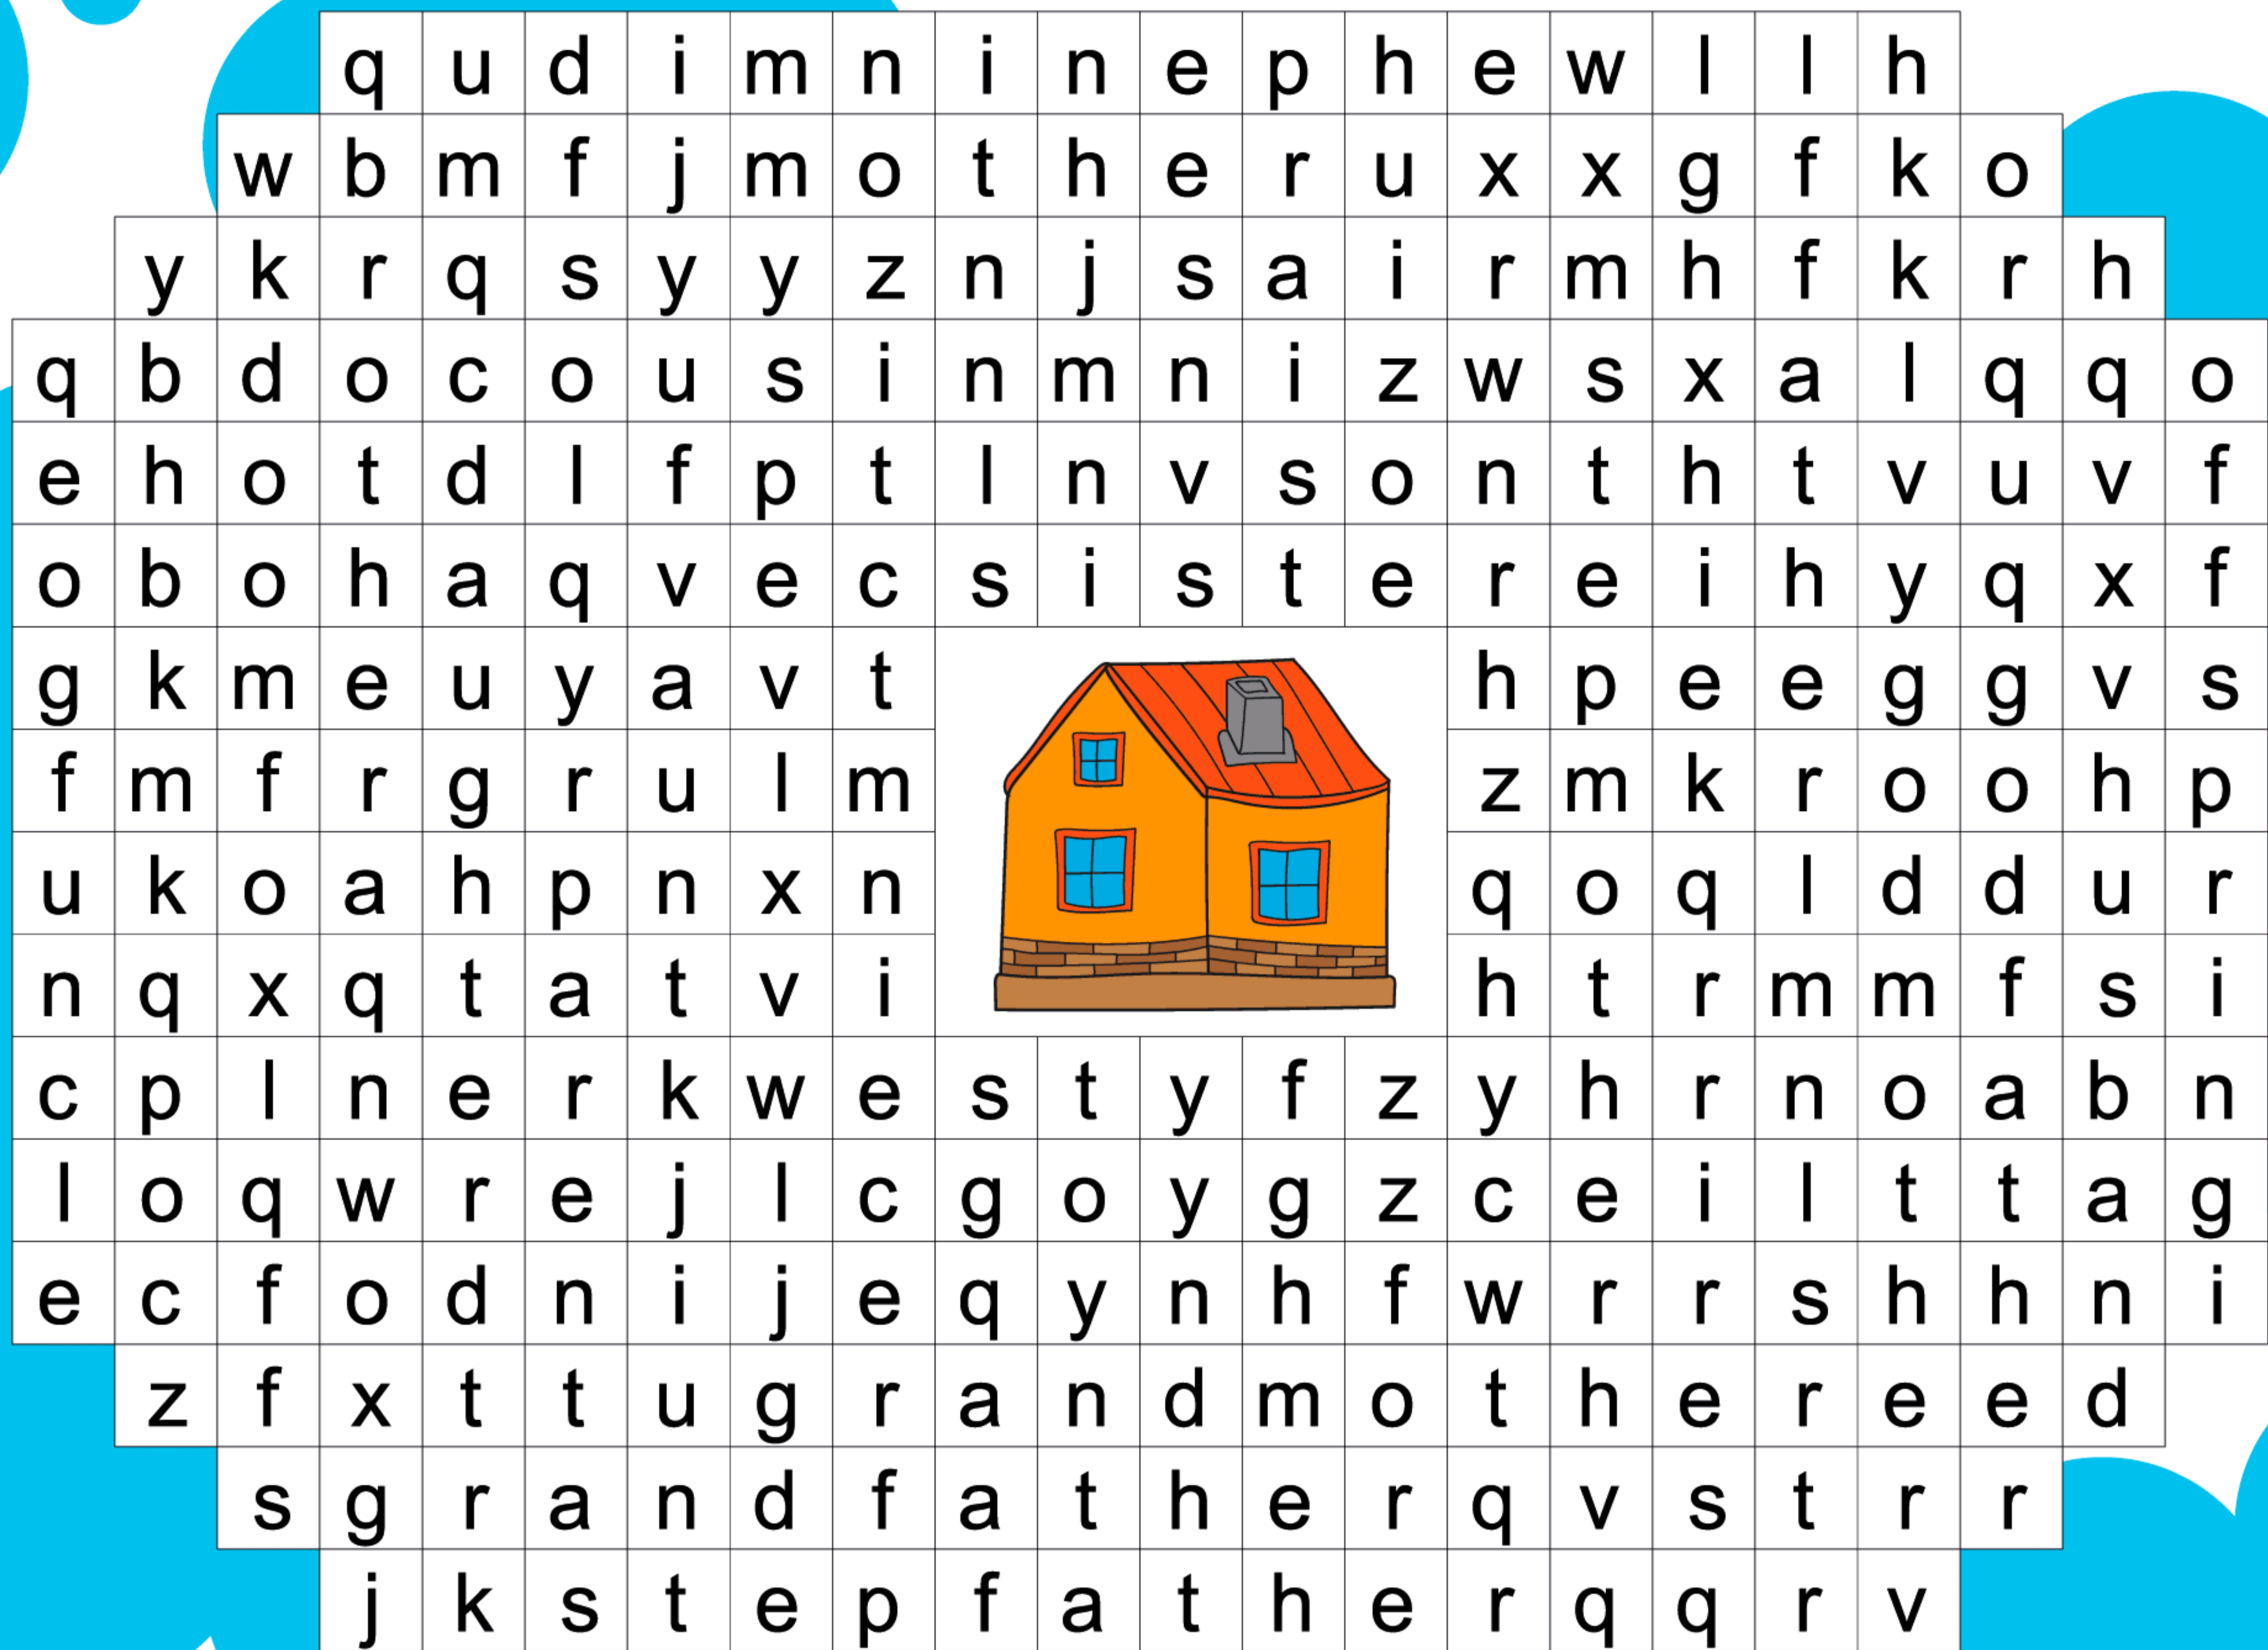 q u d i m n i n e p h e w l l h
w b m f j m o t h e r u x x g f k o
y k r q s y y z n j s a i r m h f k r h
q b d o c o u s i n m n i z w s x a l q q o
e h o t d l f p t l n v s o n t h t v u v f
o b o h a q v e c s i s t e r e i h y q x f
g k m e u y a v t h p e e g g v s
f m f r g r u l m z m k r o o h p
u k o a h p n x n q o q l d d u r
n q x q t a t v i h t r m m f s i
c p l n e r k w e s t y f z y h r n o a b n
l o q w r e j l c g o y g z c e i l t t a g
e c f o d n i j e q y n h f w r r s h h n i
z f x t t u g r a n d m o t h e r e e d
s g r a n d f a t h e r q v s t r r
j k s t e p f a t h e r q q r v